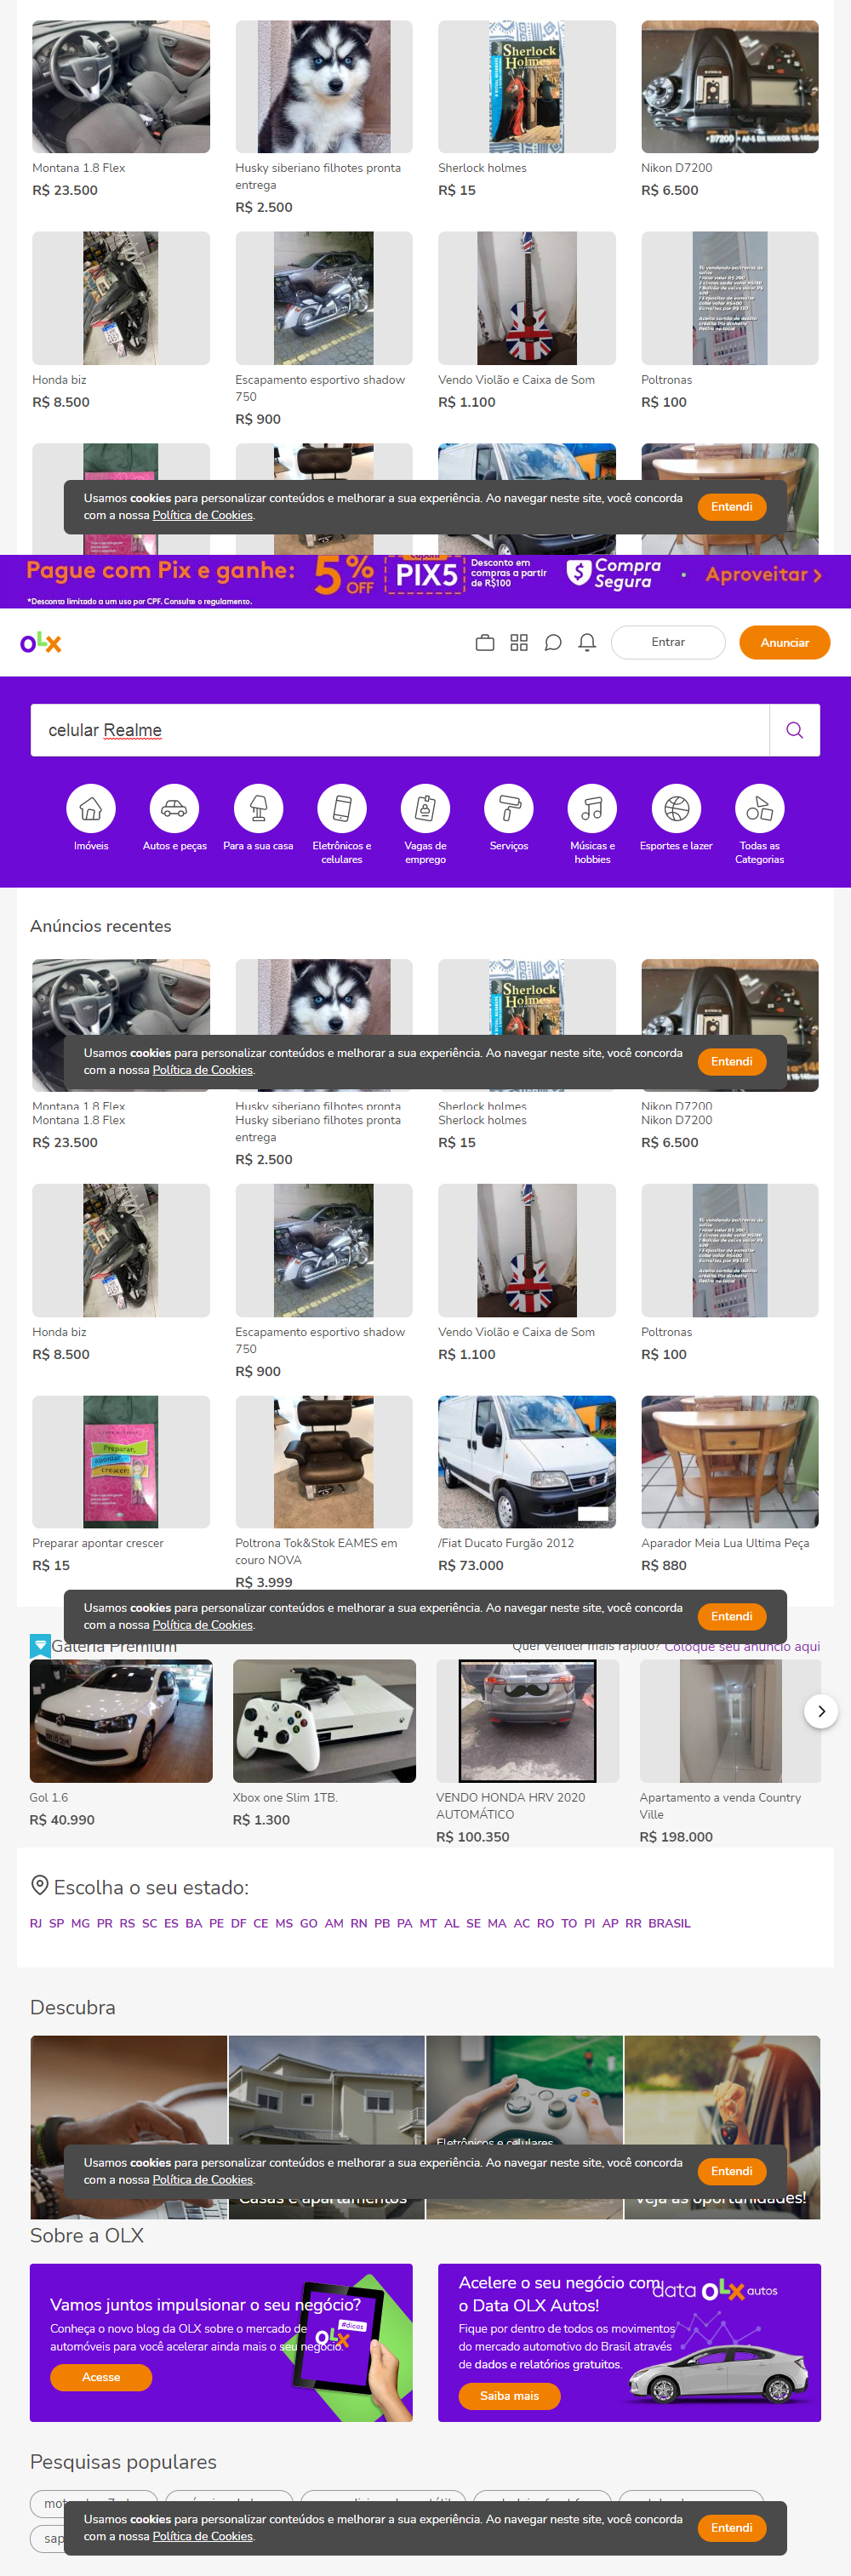 Sherlock
Holmes
Montana 1.8 Flex
R$ 23.500
Husky siberiano filhotes pronta
entrega
R$ 2.500
Sherlock holmes
R$ 15
Nikon D7200
R$ 6.500
Honda biz
R$ 8.500
Escapamento esportivo shadow
750
R$ 900
Vendo Violão e Caixa de Som
R$ 1.100
Poltronas
R$ 100
Usamos cookies para personalizar conteúdos e melhorar a sua experiência. Ao navegar neste site, você concorda
com a nossa Política de Cookies.
Entendi
Pague com Pix e ganhe:
5%
OFF
PIX5
Desconto em
compras a partir
de R$100
Compra
Segura
Aproveitar
*Desconto limitado a um uso por CPF. Consulte o regulamento.
olx
Entrar
Anunciar
celular Realme
Imóveis
Autos e peças
Para a sua casa
Eletrônicos e
celulares
Vagas de
emprego
Serviços
Músicas e
hobbies
Esportes e lazer
Todas as
Categorias
Anúncios recentes
Sherlock
Holmes
Usamos cookies para personalizar conteúdos e melhorar a sua experiência. Ao navegar neste site, você concorda
com a nossa Política de Cookies.
Entendi
Montana 1.8 Flex
Husky siberiano filhotes pronta
Sherlock holmes
Nikon D7200
Montana 1.8 Flex
R$ 23.500
Husky siberiano filhotes pronta
entrega
R$ 2.500
Sherlock holmes
R$ 15
Nikon D7200
R$ 6.500
Honda biz
R$ 8.500
Escapamento esportivo shadow
750
R$ 900
Vendo Violão e Caixa de Som
R$ 1.100
Poltronas
R$ 100
Preparar,
apontar,
crescer!
Preparar apontar crescer
R$ 15
Poltrona Tok&Stok EAMES em
couro NOVA
R$ 3.999
/Fiat Ducato Furgão 2012
R$ 73.000
Aparador Meia Lua Ultima Peça
R$ 880
Usamos cookies para personalizar conteúdos e melhorar a sua experiência. Ao navegar neste site, você concorda
com a nossa Política de Cookies.
Entendi
Galeria Premium
Quer vender mais rápido? Coloque seu anúncio aqui
Gol 1.6
R$ 40.990
Xbox one Slim 1TB.
R$ 1.300
VENDO HONDA HRV 2020
AUTOMÁTICO
R$ 100.350
Apartamento a venda Country
Ville
R$ 198.000
Escolha o seu estado:
RJ SP MG PR RS SC ES BA PE DF CE MS GO AM RN PB PA MT AL SE MA AC RO TO PI AP RR BRASIL
Descubra
Eletrônicos e celulares
Usamos cookies para personalizar conteúdos e melhorar a sua experiência. Ao navegar neste site, você concorda
com a nossa Política de Cookies.
Entendi
Casas e apartamentos
Veja as oportunidades!
Sobre a OLX
Vamos juntos impulsionar o seu negócio?
Conheça o novo blog da OLX sobre o mercado de
automóveis para você acelerar ainda mais o seu negócio.
Acesse
#dicas
olx
Acelere o seu negócio com
o Data OLX Autos!
data olx autos
Fique por dentro de todos os movimentos
do mercado automotivo do Brasil através
de dados e relatórios gratuitos.
Saiba mais
Pesquisas populares
Usamos cookies para personalizar conteúdos e melhorar a sua experiência. Ao navegar neste site, você concorda
com a nossa Política de Cookies.
Entendi